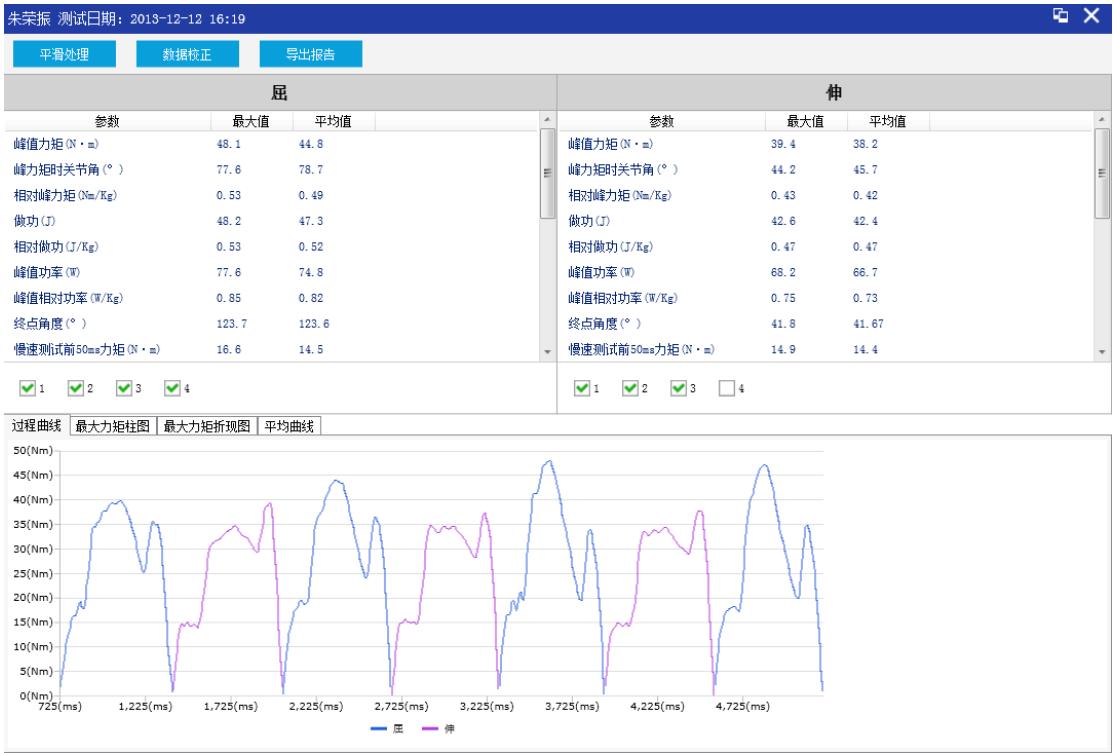 朱荣振 测试日期: 2013-12-12 16:19
平滑处理 数据校正 导出报告
屈 伸
参数 最大值 平均值 参数 最大值 平均值
峰值力矩(N·m) 48.1 44.8 峰值力矩(N·m) 39.4 38.2
峰力矩时关节角(° ) 77.6 78.7 峰力矩时关节角(° ) 44.2 45.7
相对峰力矩(Nm/Kg) 0.53 0.49 相对峰力矩(Nm/Kg) 0.43 0.42
做功(J) 48.2 47.3 做功(J) 42.6 42.4
相对做功(J/Kg) 0.53 0.52 相对做功(J/Kg) 0.47 0.47
峰值功率(W) 77.6 74.8 峰值功率(W) 68.2 66.7
峰值相对功率(W/Kg) 0.85 0.82 峰值相对功率(W/Kg) 0.75 0.73
终点角度(° ) 123.7 123.6 终点角度(° ) 41.8 41.67
慢速测试前50ms力矩(N·m) 16.6 14.5 慢速测试前50ms力矩(N·m) 14.9 14.4
1 2 3 4 1 2 3 4
过程曲线 最大力矩柱图 最大力矩折现图 平均曲线
50(Nm)
45(Nm)
40(Nm)
35(Nm)
30(Nm)
25(Nm)
20(Nm)
15(Nm)
10(Nm)
5(Nm)
0(Nm)
725(ms) 1,225(ms) 1,725(ms) 2,225(ms) 2,725(ms) 3,225(ms) 3,725(ms) 4,225(ms) 4,725(ms)
屈 伸